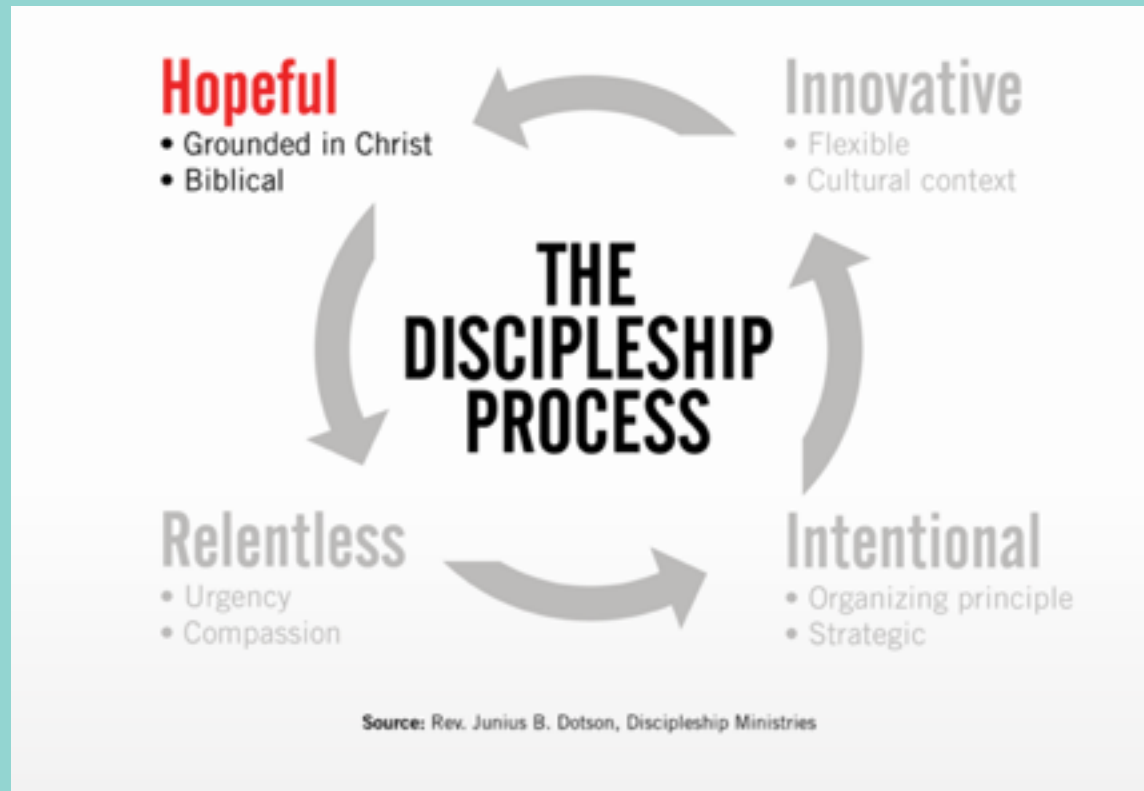 Hopeful
• Grounded in Christ
• Biblical
Innovative
• Flexible
• Cultural context
THE
DISCIPLESHIP
PROCESS
Relentless
• Urgency
• Compassion
Intentional
• Organizing principle
• Strategic
Source: Rev. Junius B. Dotson, Discipleship Ministries